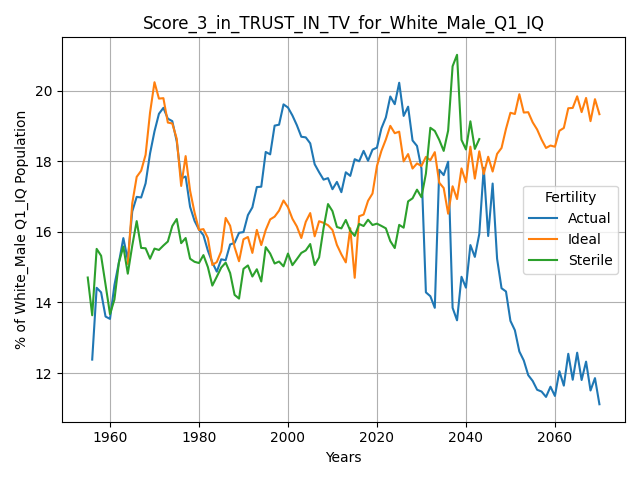 Score_3_in_TRUST_IN_TV_for_White_Male_Q1_IQ
% of White_Male Q1_IQ Population
20
18
16
14
12
Fertility
Actual
Ideal
Sterile
1960 1980 2000 2020 2040 2060
Years